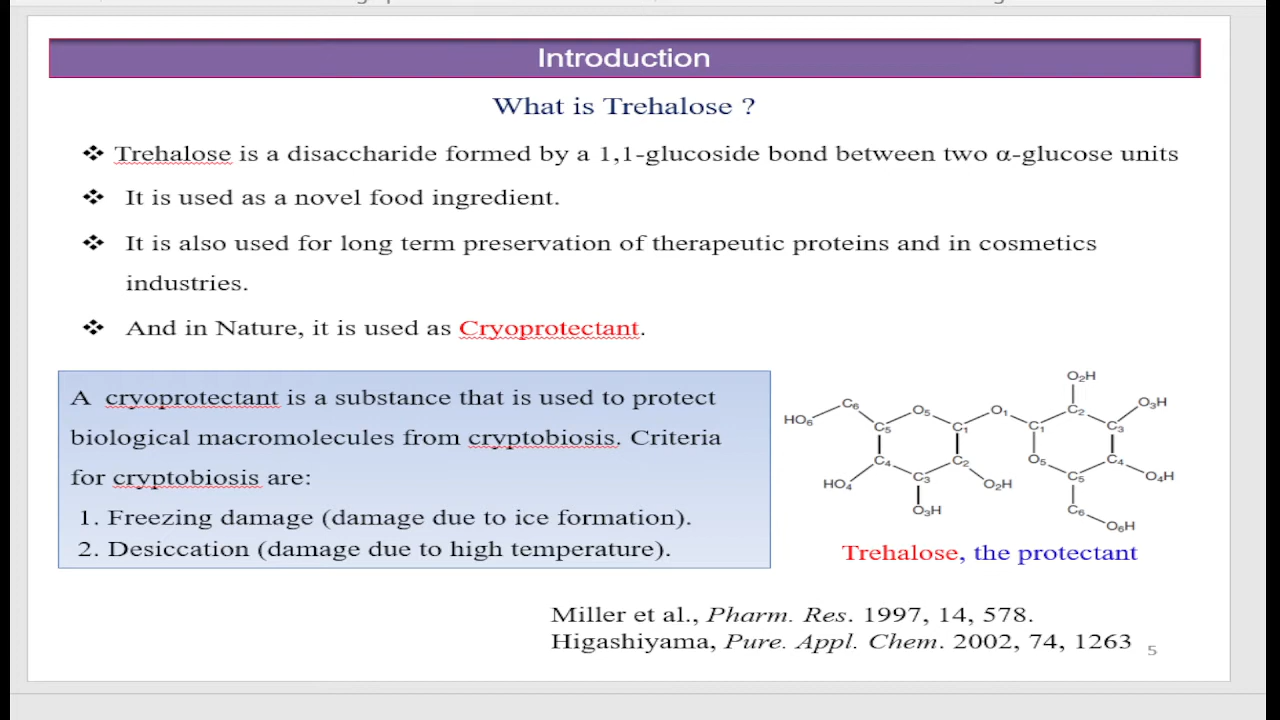 Introduction
What is Trehalose ?
❖ Trehalose is a disaccharide formed by a 1,1-glucoside bond between two α-glucose units
❖ It is used as a novel food ingredient.
❖ It is also used for long term preservation of therapeutic proteins and in cosmetics
industries.
❖ And in Nature, it is used as Cryoprotectant.
A cryoprotectant is a substance that is used to protect
biological macromolecules from cryptobiosis. Criteria
for cryptobiosis are:
1. Freezing damage (damage due to ice formation).
2. Desiccation (damage due to high temperature).
O₂H
C₆ O₅ O₁ C₂ O₃H
HO₆ C₅ C₁ C₁ C₃
C₄ C₂ O₅ C₄
HO₄ C₃ O₂H C₅ O₄H
O₃H C₆
O₆H
Trehalose, the protectant
Miller et al., Pharm. Res. 1997, 14, 578.
Higashiyama, Pure. Appl. Chem. 2002, 74, 1263
5